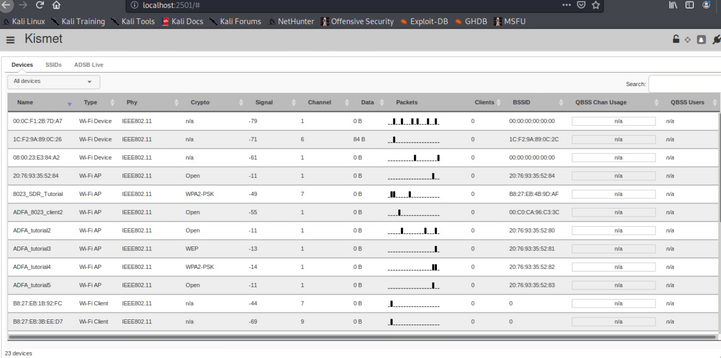 localhost:2501/#
Kali Linux Kali Training Kali Tools Kali Docs Kali Forums NetHunter Offensive Security Exploit-DB GHDB MSFU
Kismet
Devices SSIDs ADSB Live
All devices
Search:
Name Type Phy Crypto Signal Channel Data Packets Clients BSSID QBSS Chan Usage QBSS Users
00:0C:F1:2B:7D:A7 Wi-Fi Device IEEE802.11 n/a -79 1 0 B 0 00:00:00:00:00:00 n/a n/a
1C:F2:9A:89:0C:26 Wi-Fi Device IEEE802.11 n/a -71 6 84 B 0 1C:F2:9A:89:0C:2C n/a n/a
08:00:23:E3:84:A2 Wi-Fi Device IEEE802.11 n/a -61 1 0 B 0 00:00:00:00:00:00 n/a n/a
20:76:93:35:52:84 Wi-Fi AP IEEE802.11 Open -11 1 0 B 0 20:76:93:35:52:84 n/a n/a
8023_SDR_Tutorial Wi-Fi AP IEEE802.11 WPA2-PSK -49 7 0 B 0 B8:27:EB:4B:9D:AF n/a n/a
ADFA_8023_client2 Wi-Fi AP IEEE802.11 Open -55 1 0 B 0 00:C0:CA:96:C3:3C n/a n/a
ADFA_tutorial2 Wi-Fi AP IEEE802.11 Open -11 1 0 B 0 20:76:93:35:52:80 n/a n/a
ADFA_tutorial3 Wi-Fi AP IEEE802.11 WEP -13 1 0 B 0 20:76:93:35:52:81 n/a n/a
ADFA_tutorial4 Wi-Fi AP IEEE802.11 WPA2-PSK -14 1 0 B 0 20:76:93:35:52:82 n/a n/a
ADFA_tutorial5 Wi-Fi AP IEEE802.11 Open -11 1 0 B 0 20:76:93:35:52:83 n/a n/a
B8:27:EB:1B:92:FC Wi-Fi Client IEEE802.11 n/a -44 7 0 B 0 0 n/a n/a
B8:27:EB:3B:EE:D7 Wi-Fi Client IEEE802.11 n/a -69 9 0 B 0 0 n/a n/a
23 devices